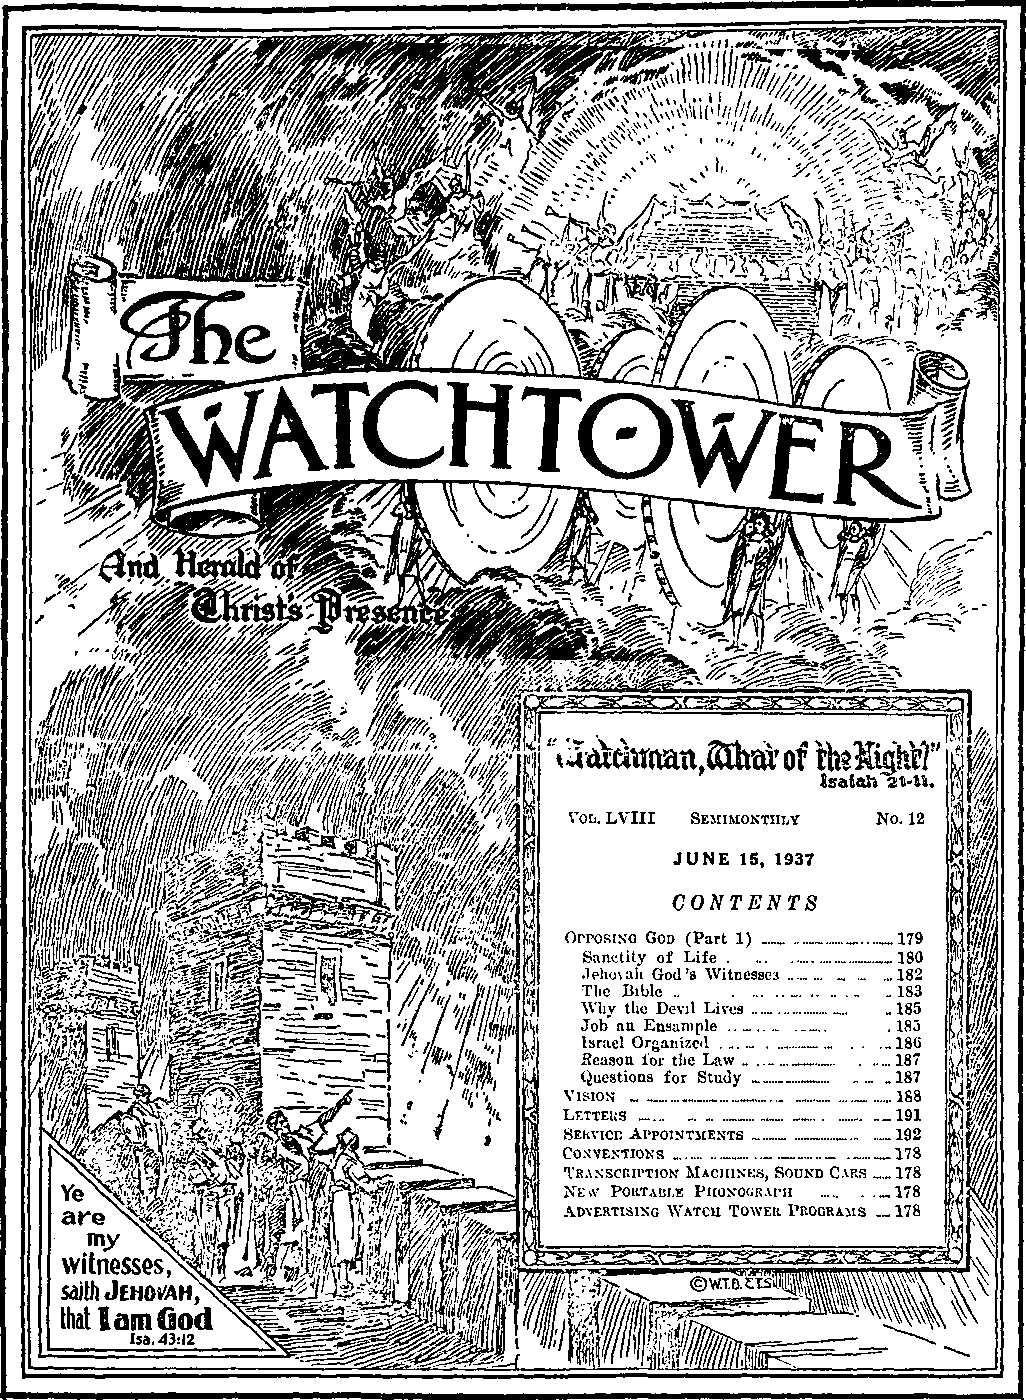 The
WATCHTOWER
And Herald of
Christ's Presence
"Watchman, What of the Night?"
Isaiah 21-11.
VOL. LVIII SEMIMONTHLY No. 12
JUNE 15, 1937
CONTENTS
OPPOSING GOD (Part 1) 179
Sanctity of Life 180
Jehovah God's Witnesses 182
The Bible 183
Why the Devil Lives 185
Job an Ensample 185
Israel Organized 186
Reason for the Law 187
Questions for Study 187
VISION 188
LETTERS 191
SERVICE APPOINTMENTS 192
CONVENTIONS 178
TRANSCRIPTION MACHINES, SOUND CARS 178
NEW PORTABLE PHONOGRAPH 178
ADVERTISING WATCH TOWER PROGRAMS 178
Ye
are
my
witnesses,
saith JEHOVAH,
that I am God
Isa. 43:12
©W.T.B.&T.S.